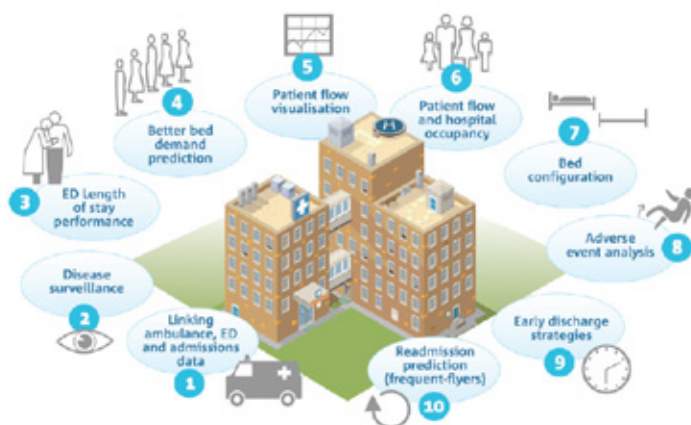 1
Linking
ambulance, ED
and admissions
data
2
Disease
surveillance
3
ED Length
of stay
performance
4
Better bed
demand
prediction
5
Patient flow
visualisation
6
Patient flow
and hospital
occupancy
7
Bed
configuration
8
Adverse
event analysis
9
Early discharge
strategies
10
Readmission
prediction
(frequent-flyers)
H